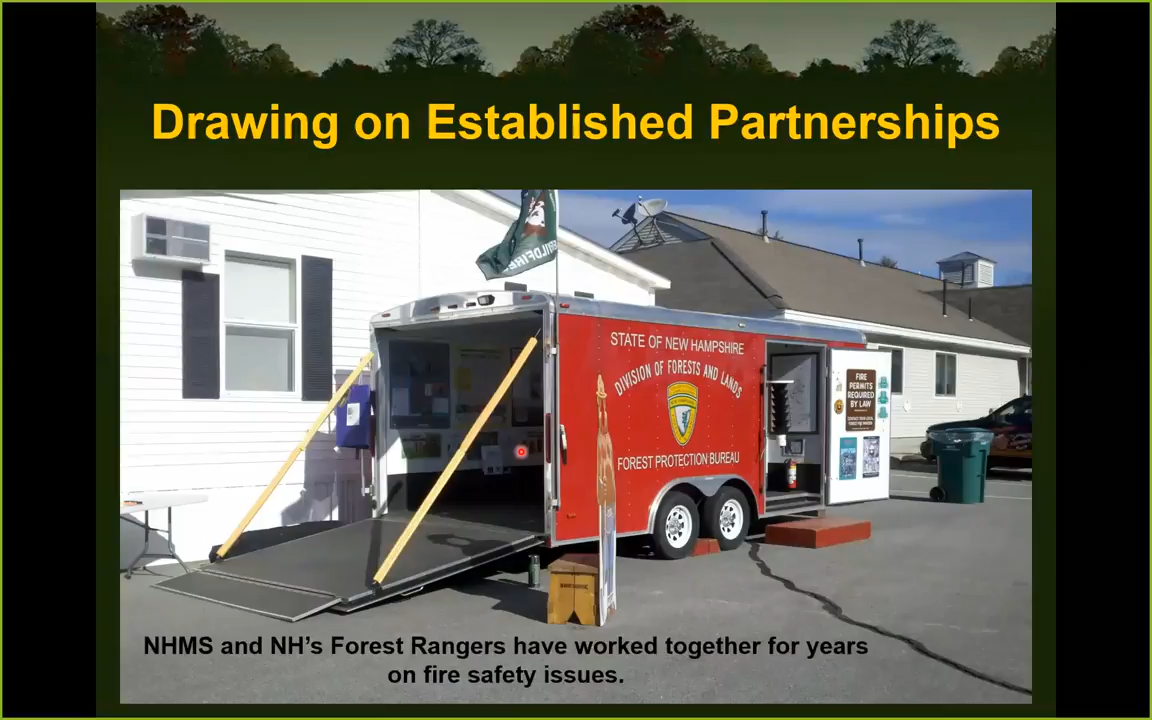 Drawing on Established Partnerships
STATE OF NEW HAMPSHIRE
DIVISION OF FORESTS AND LANDS
FOREST PROTECTION BUREAU
FIRE
PERMITS
REQUIRED
BY LAW
NHMS and NH's Forest Rangers have worked together for years
on fire safety issues.